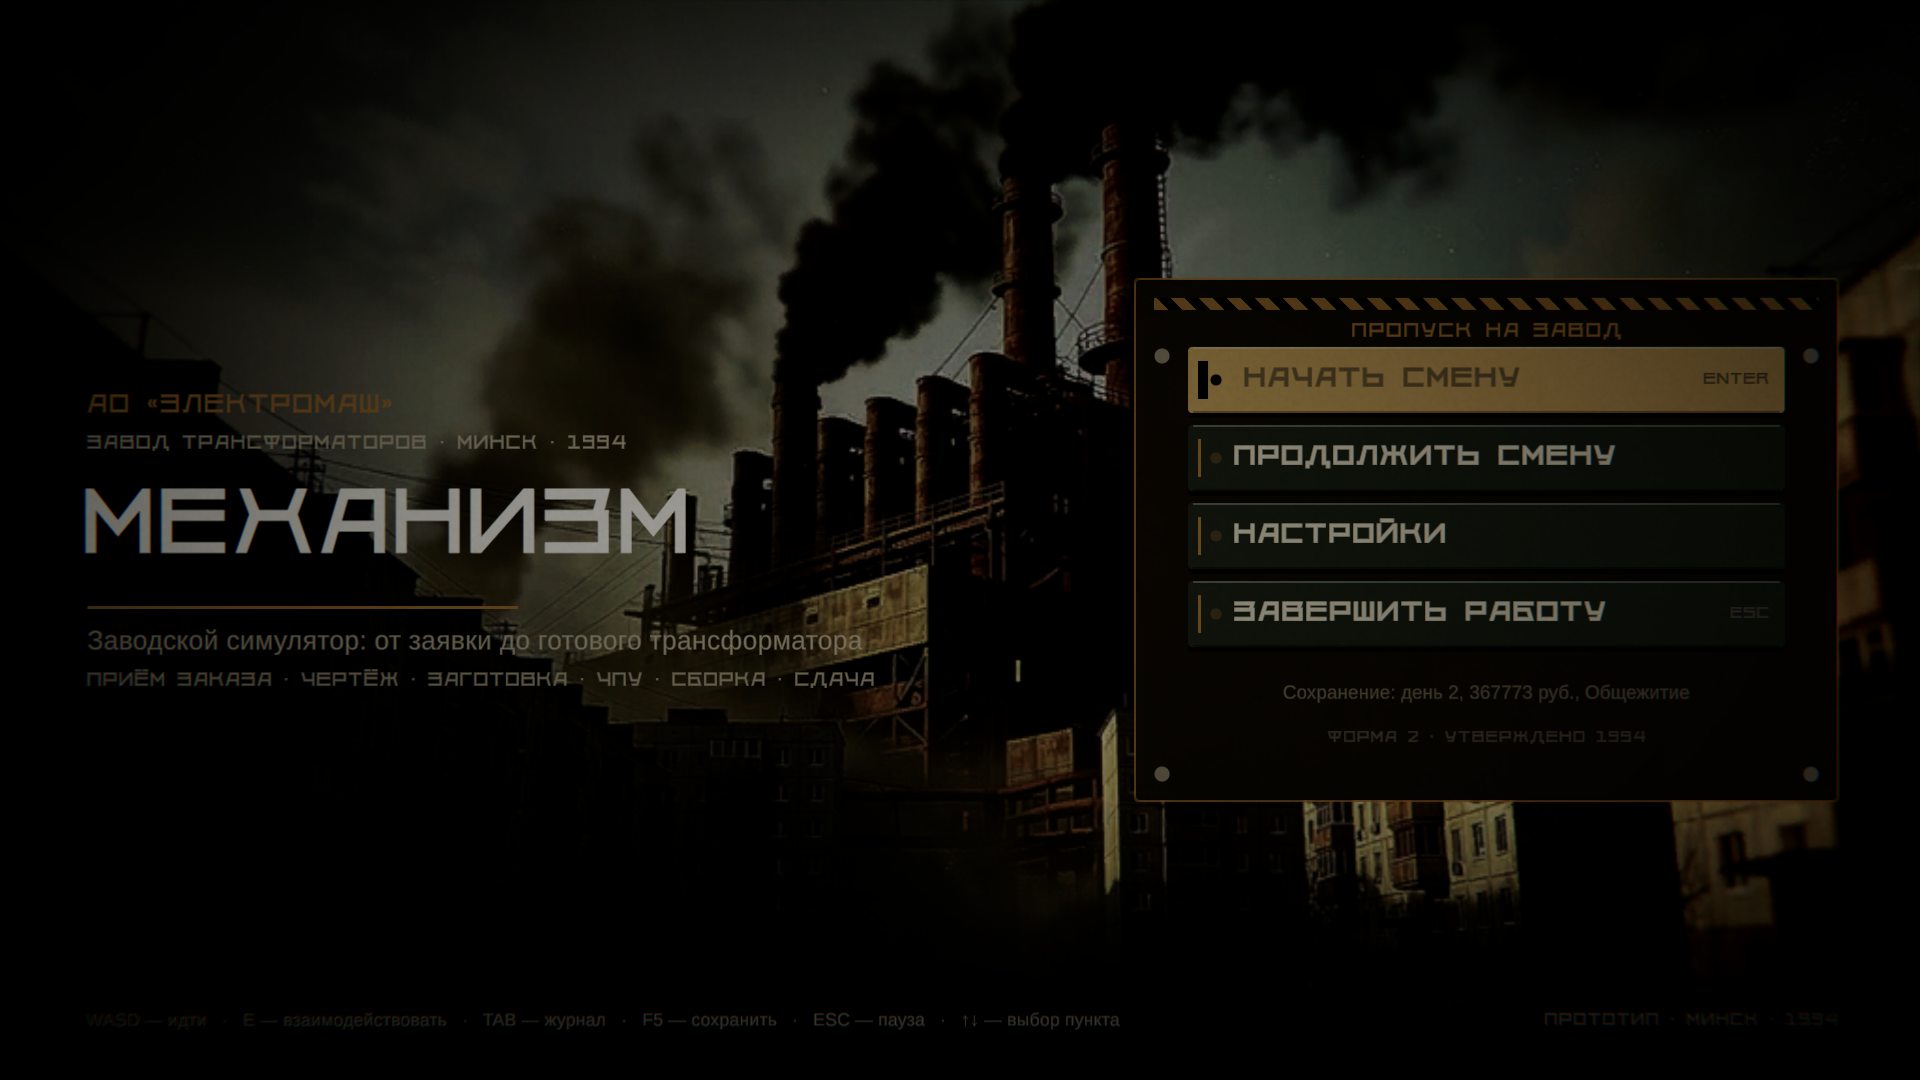 АО «ЭЛЕКТРОМАШ»
ЗАВОД ТРАНСФОРМАТОРОВ · МИНСК · 1994
МЕХАНИЗМ
Заводской симулятор: от заявки до готового трансформатора
ПРИЁМ ЗАКАЗА · ЧЕРТЁЖ · ЗАГОТОВКА · ЧПУ · СБОРКА · СДАЧА
ПРОПУСК НА ЗАВОД
НАЧАТЬ СМЕНУ ENTER
ПРОДОЛЖИТЬ СМЕНУ
НАСТРОЙКИ
ЗАВЕРШИТЬ РАБОТУ ESC
Сохранение: день 2, 367773 руб., Общежитие
ФОРМА 2 · УТВЕРЖДЕНО 1994
WASD — идти · E — взаимодействовать · TAB — журнал · F5 — сохранить · ESC — пауза · ↑↓ — выбор пункта
ПРОТОТИП · МИНСК · 1994